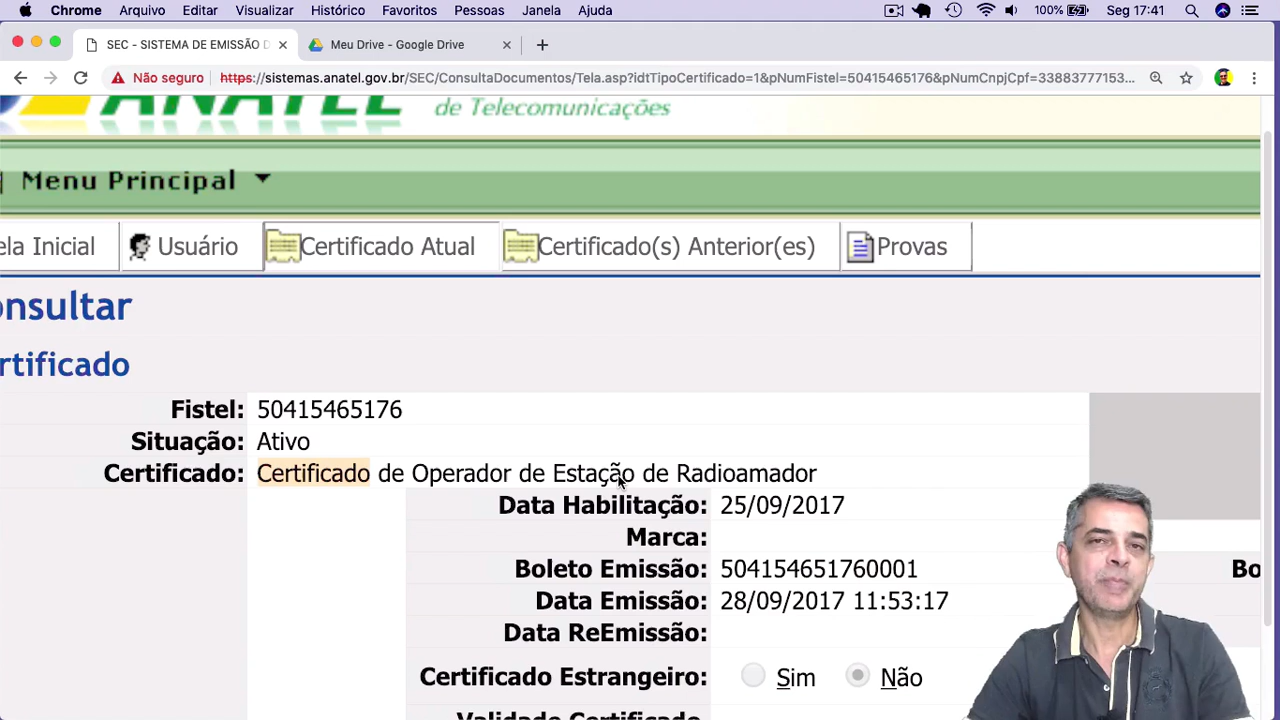 Chrome Arquivo Editar Visualizar Histórico Favoritos Pessoas Janela Ajuda 100% Seg 17:41
SEC - SISTEMA DE EMISSÃO D Meu Drive - Google Drive
Não seguro https://sistemas.anatel.gov.br/SEC/ConsultaDocumentos/Tela.asp?idtTipoCertificado=1&pNumFistel=50415465176&pNumCnpjCpf=33883777153...
ANATEL de Telecomunicações
Menu Principal
ela Inicial Usuário Certificado Atual Certificado(s) Anterior(es) Provas
onsultar
rtificado
Fistel: 50415465176
Situação: Ativo
Certificado: Certificado de Operador de Estação de Radioamador
Data Habilitação: 25/09/2017
Marca:
Boleto Emissão: 504154651760001 Bo
Data Emissão: 28/09/2017 11:53:17
Data ReEmissão:
Certificado Estrangeiro: Sim Não
Validade Certificado